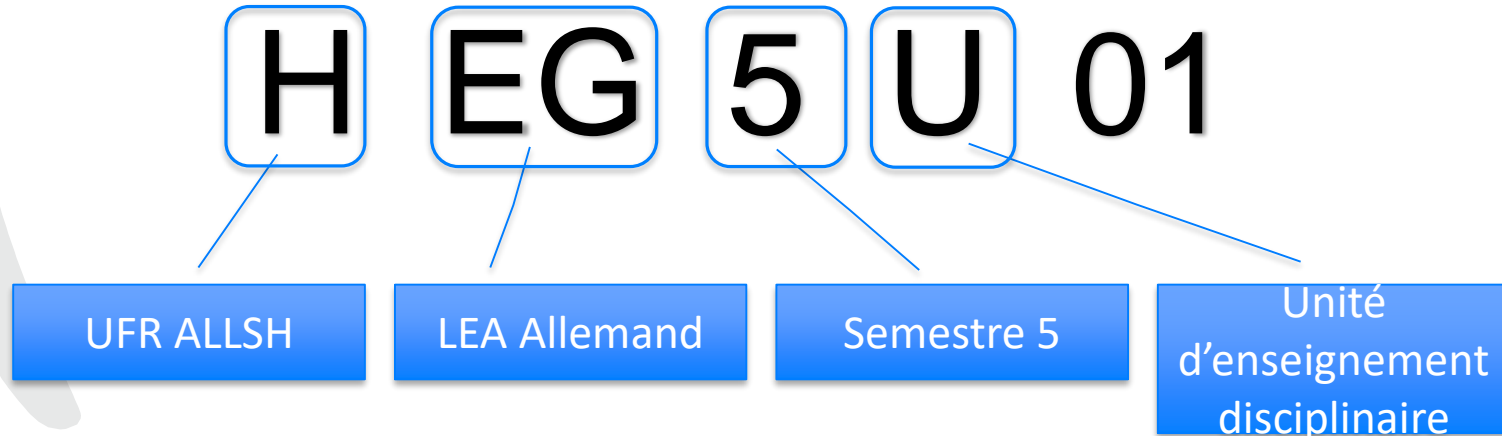 H EG 5 U 01
UFR ALLSH
LEA Allemand
Semestre 5
Unité
d’enseignement
disciplinaire